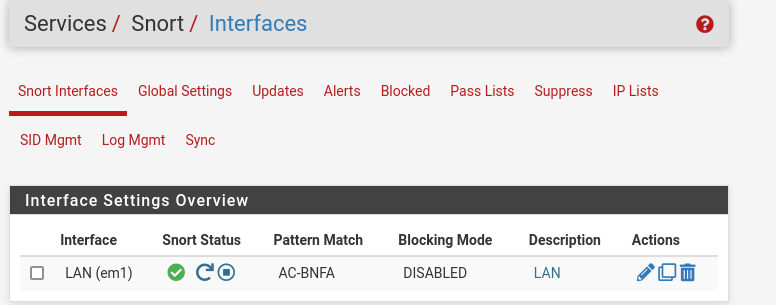 Services / Snort / Interfaces
Snort Interfaces Global Settings Updates Alerts Blocked Pass Lists Suppress IP Lists
SID Mgmt Log Mgmt Sync
Interface Settings Overview
Interface Snort Status Pattern Match Blocking Mode Description Actions
LAN (em1) AC-BNFA DISABLED LAN